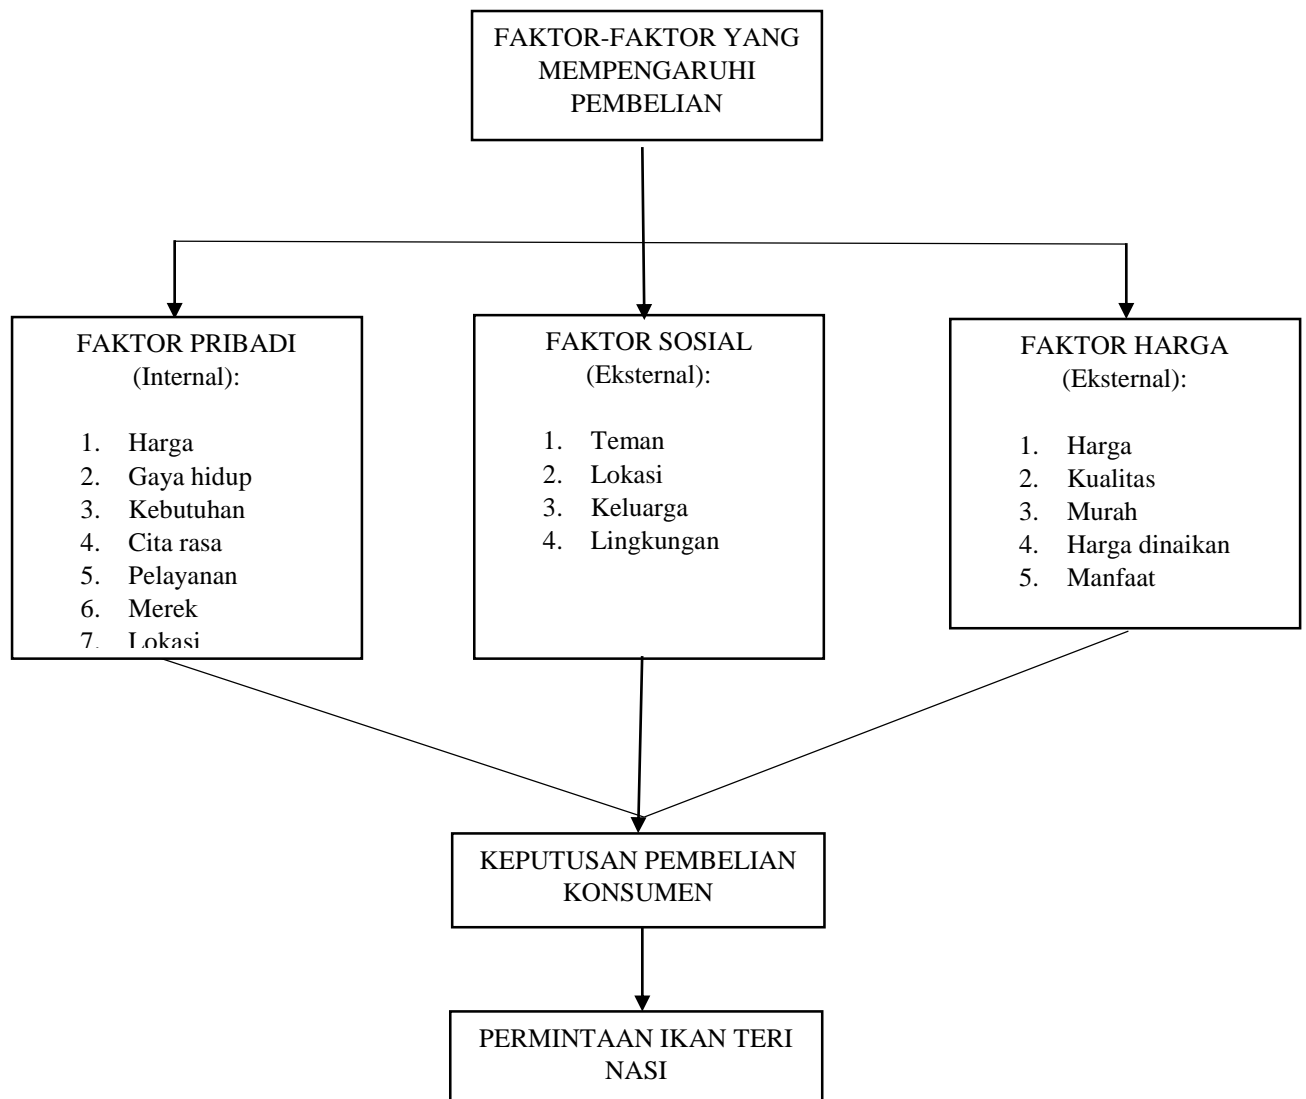 FAKTOR-FAKTOR YANG
MEMPENGARUHI
PEMBELIAN
FAKTOR PRIBADI
(Internal):
1. Harga
2. Gaya hidup
3. Kebutuhan
4. Cita rasa
5. Pelayanan
6. Merek
7. Lokasi
FAKTOR SOSIAL
(Eksternal):
1. Teman
2. Lokasi
3. Keluarga
4. Lingkungan
FAKTOR HARGA
(Eksternal):
1. Harga
2. Kualitas
3. Murah
4. Harga dinaikan
5. Manfaat
KEPUTUSAN PEMBELIAN
KONSUMEN
PERMINTAAN IKAN TERI
NASI